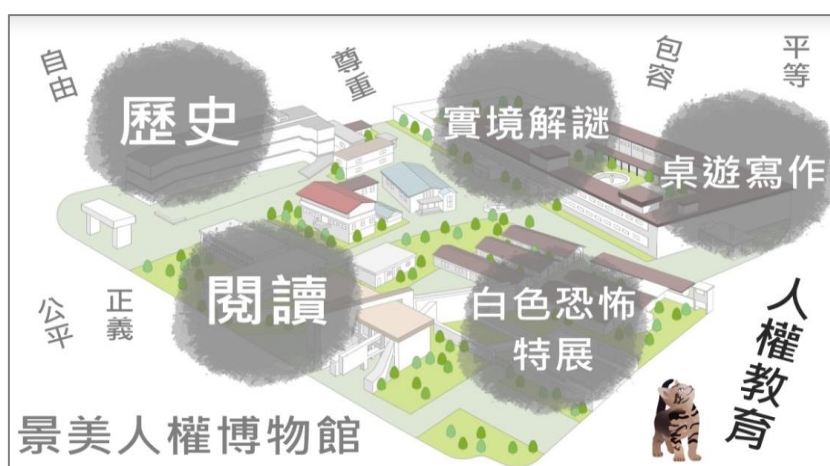 自由
尊重
包容
平等
歷史
實境解謎
桌遊寫作
閱讀
白色恐怖
特展
公平
正義
人權教育
景美人權博物館